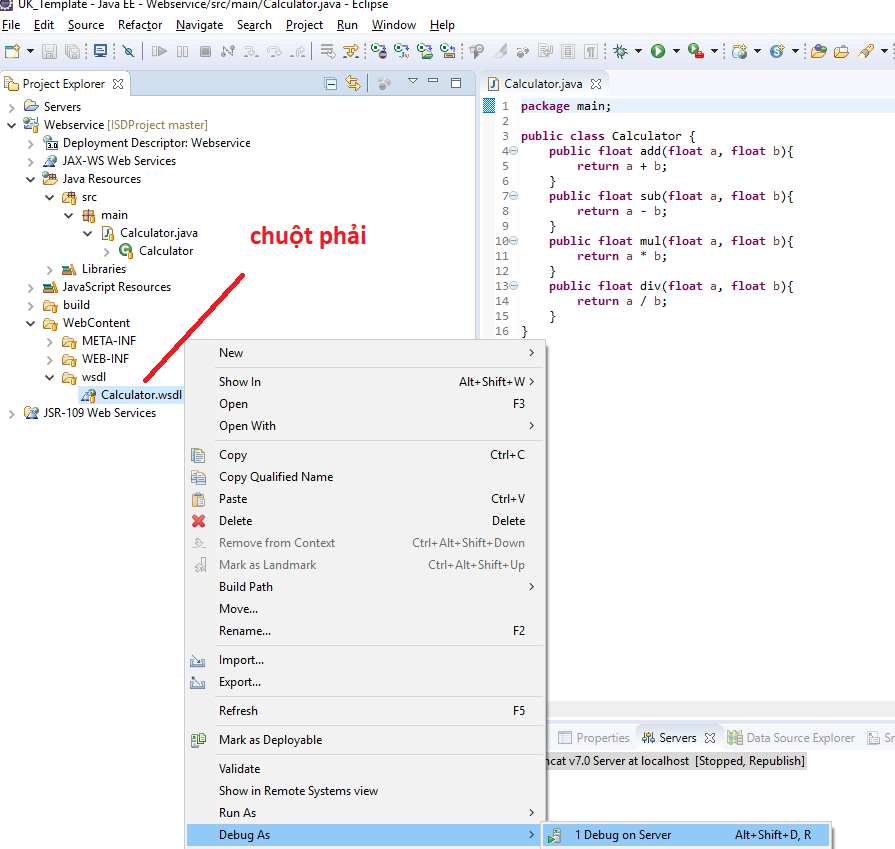 UK_Template - Java EE - Webservice/src/main/Calculator.java - Eclipse
File Edit Source Refactor Navigate Search Project Run Window Help
Project Explorer
Servers
Webservice [ISDProject master]
Deployment Descriptor: Webservice
JAX-WS Web Services
Java Resources
src
main
Calculator.java
Calculator
Libraries
JavaScript Resources
build
WebContent
META-INF
WEB-INF
wsdl
Calculator.wsdl
JSR-109 Web Services
chuột phải
Calculator.java
1 package main;
2
3 public class Calculator {
4 public float add(float a, float b){
5 return a + b;
6 }
7 public float sub(float a, float b){
8 return a - b;
9 }
10 public float mul(float a, float b){
11 return a * b;
12 }
13 public float div(float a, float b){
14 return a / b;
15 }
16 }
New
Show In Alt+Shift+W
Open F3
Open With
Copy Ctrl+C
Copy Qualified Name
Paste Ctrl+V
Delete Delete
Remove from Context Ctrl+Alt+Shift+Down
Mark as Landmark Ctrl+Alt+Shift+Up
Build Path
Move...
Rename... F2
Import...
Export...
Refresh F5
Mark as Deployable
Validate
Show in Remote Systems view
Run As
Debug As
1 Debug on Server Alt+Shift+D, R
Properties Servers Data Source Explorer Sn
ncat v7.0 Server at localhost [Stopped, Republish]